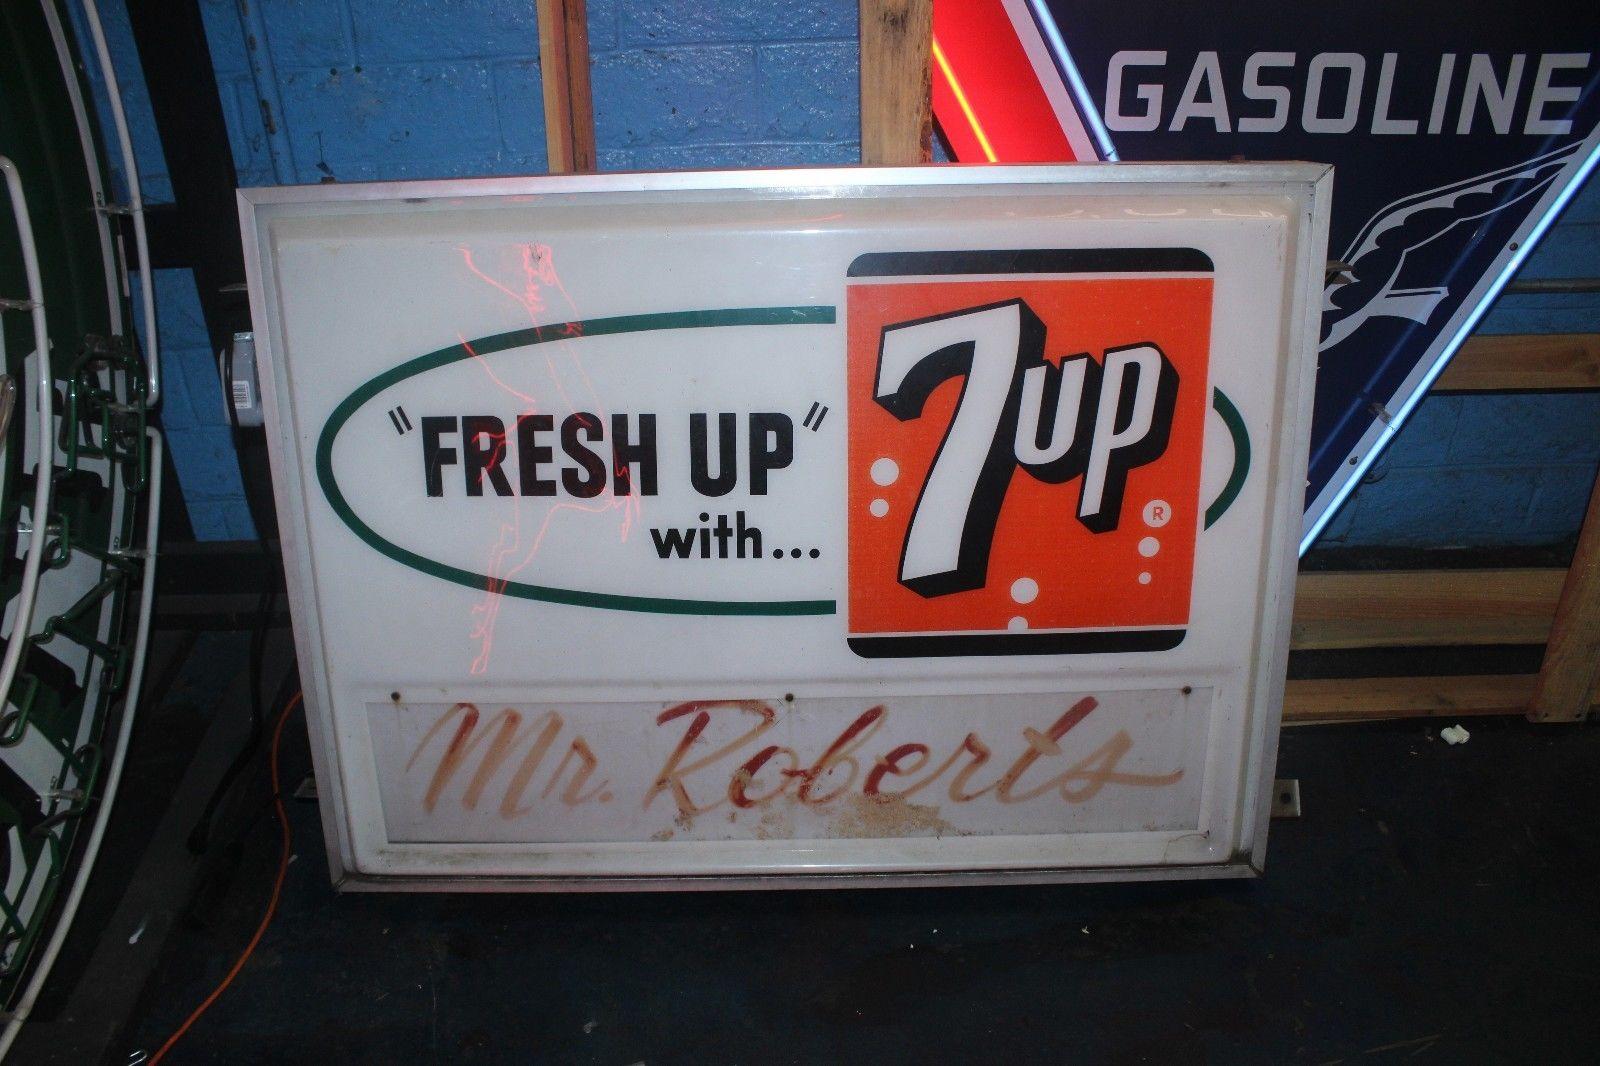 GASOLINE
"FRESH UP"
with...
7up
R
Mr. Roberts